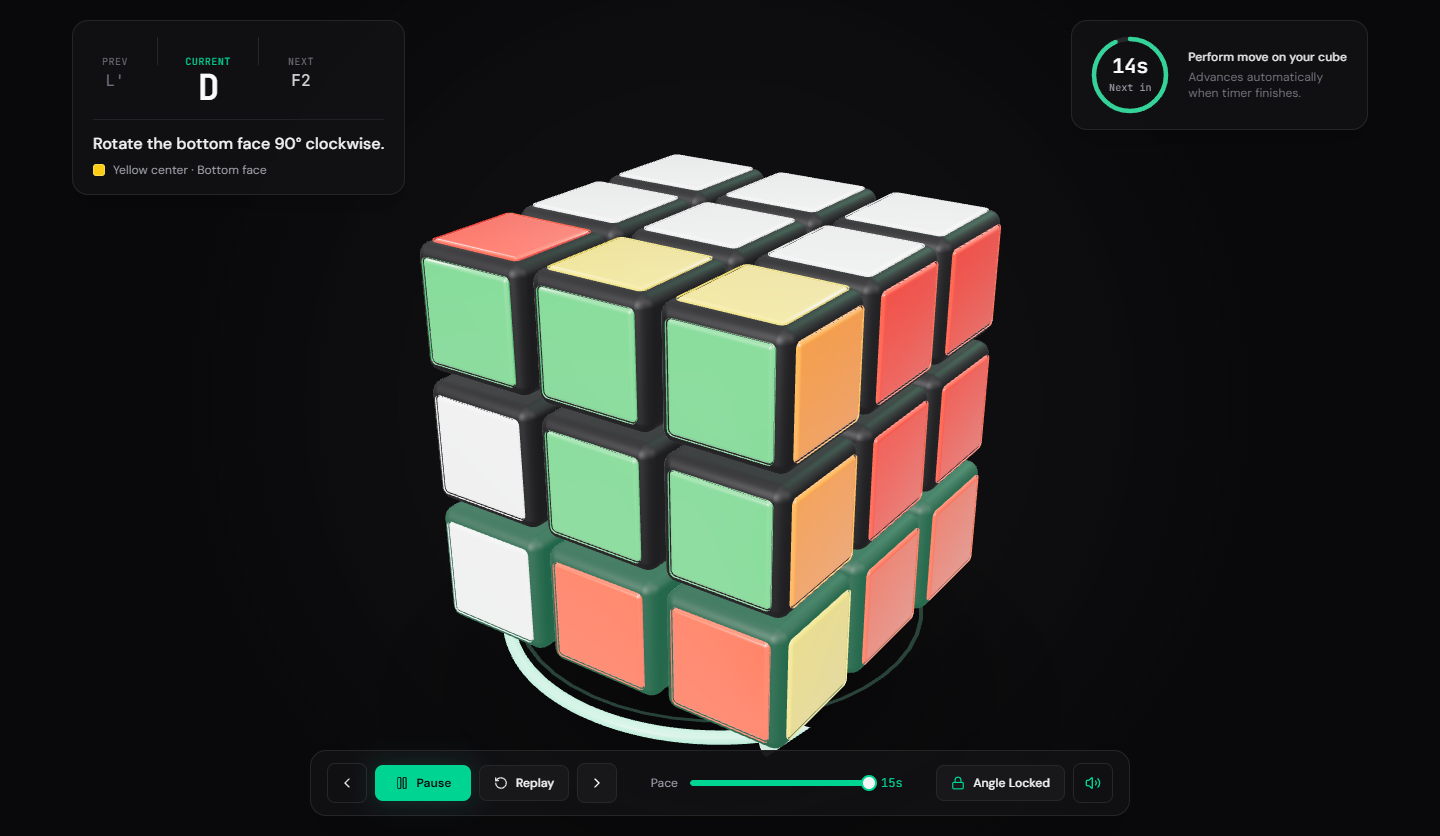 PREV
L'
CURRENT
D
NEXT
F2
Rotate the bottom face 90° clockwise.
Yellow center · Bottom face
14s
Next in
Perform move on your cube
Advances automatically
when timer finishes.
Pause
Replay
Pace
15s
Angle Locked